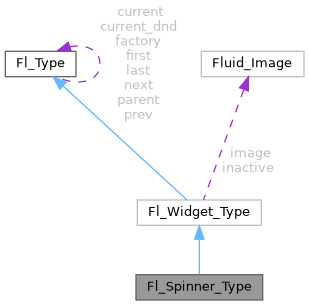 current
current_dnd
factory
first
last
next
parent
prev
Fl_Type
Fluid_Image
image
inactive
Fl_Widget_Type
Fl_Spinner_Type